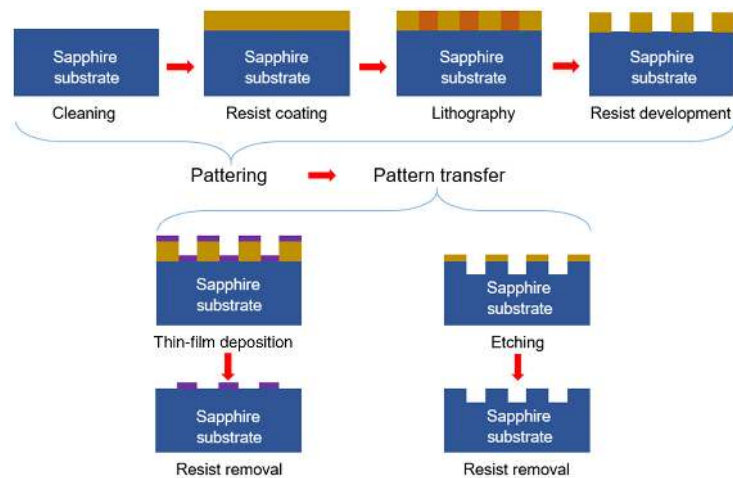 Sapphire
substrate
Sapphire
substrate
Sapphire
substrate
Sapphire
substrate
Cleaning
Resist coating
Lithography
Resist development
Pattering
Pattern transfer
Sapphire
substrate
Sapphire
substrate
Thin-film deposition
Etching
Sapphire
substrate
Sapphire
substrate
Resist removal
Resist removal